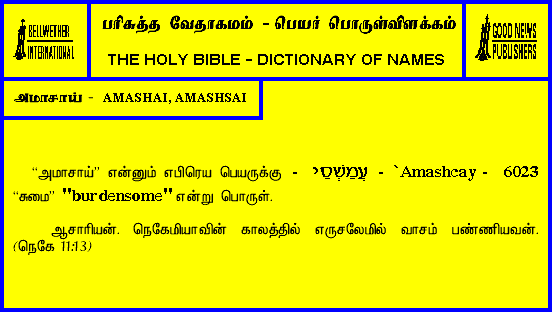 BELLWETHER
INTERNATIONAL
பரிசுத்த வேதாகமம் - பெயர் பொருள்விளக்கம்
THE HOLY BIBLE - DICTIONARY OF NAMES
GOOD NEWS
PUBLISHERS
அமாசாய் - AMASHAI, AMASHSAI
“அமாசாய்” என்னும் எபிரெய பெயருக்கு - עֲמַשְׁסַי - `Amashcay - 6023
“சுமை” "burdensome" என்று பொருள்.
ஆசாரியன். நெகேமியாவின் காலத்தில் எருசலேமில் வாசம் பண்ணியவன்.
(நெகே 11:13)